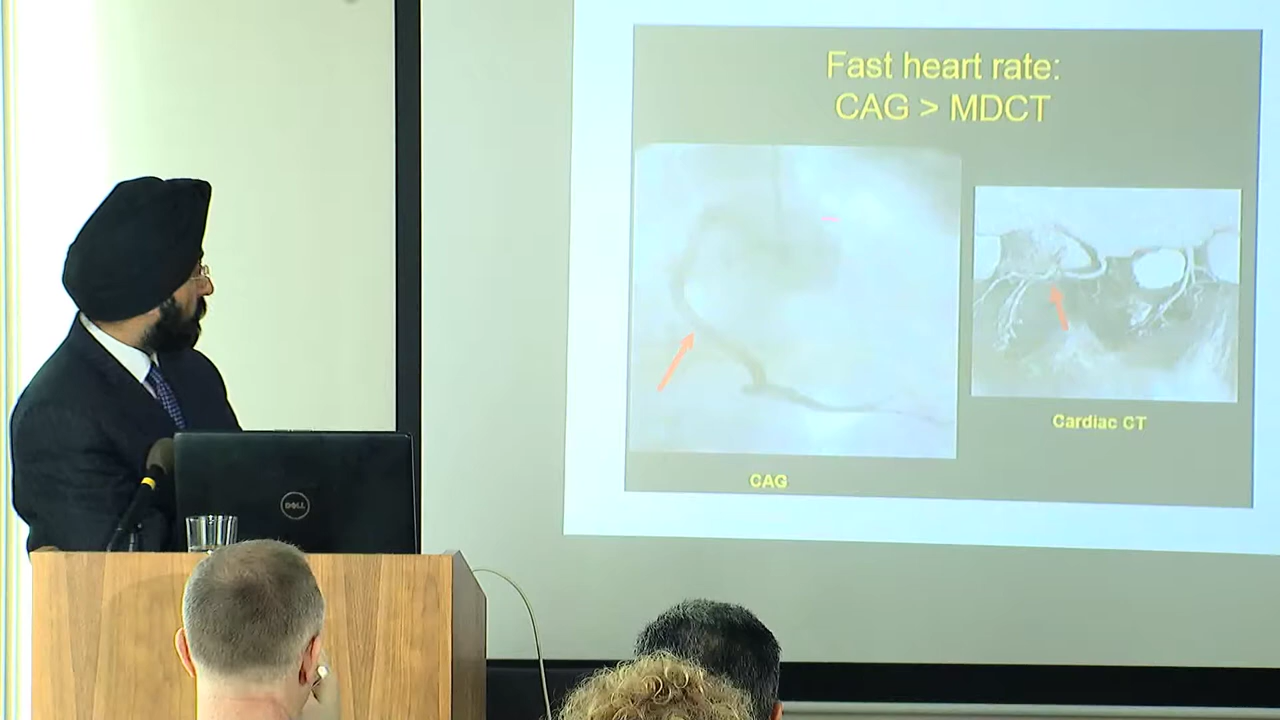 Fast heart rate:
CAG > MDCT
Cardiac CT
CAG
DELL